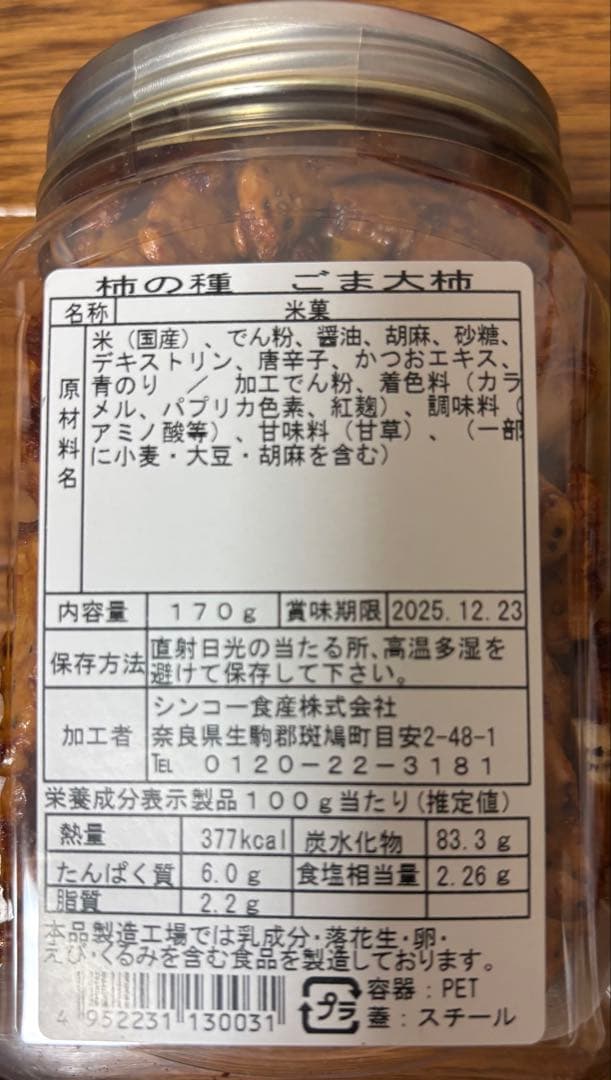 柿の種　ごま大柿
名称　米菓
原材料名
米（国産）、でん粉、醤油、胡麻、砂糖、
デキストリン、唐辛子、かつおエキス、
青のり　／　加工でん粉、着色料（カラ
メル、パプリカ色素、紅麹）、調味料（
アミノ酸等）、甘味料（甘草）、（一部
に小麦・大豆・胡麻を含む）
内容量　１７０ｇ　賞味期限　2025.12.23
保存方法　直射日光の当たる所、高温多湿を
避けて保存して下さい。
加工者　シンコー食産株式会社
奈良県生駒郡斑鳩町目安2-48-1
℡　０１２０－２２－３１８１
栄養成分表示製品１００ｇ当たり(推定値)
熱量　377kcal　炭水化物　83.3ｇ
たんぱく質　6.0ｇ　食塩相当量　2.26ｇ
脂質　2.2ｇ
本品製造工場では乳成分・落花生・卵・
えび・くるみを含む食品を製造しております。
4 952231 130031
プラ
容器：PET
蓋：スチール